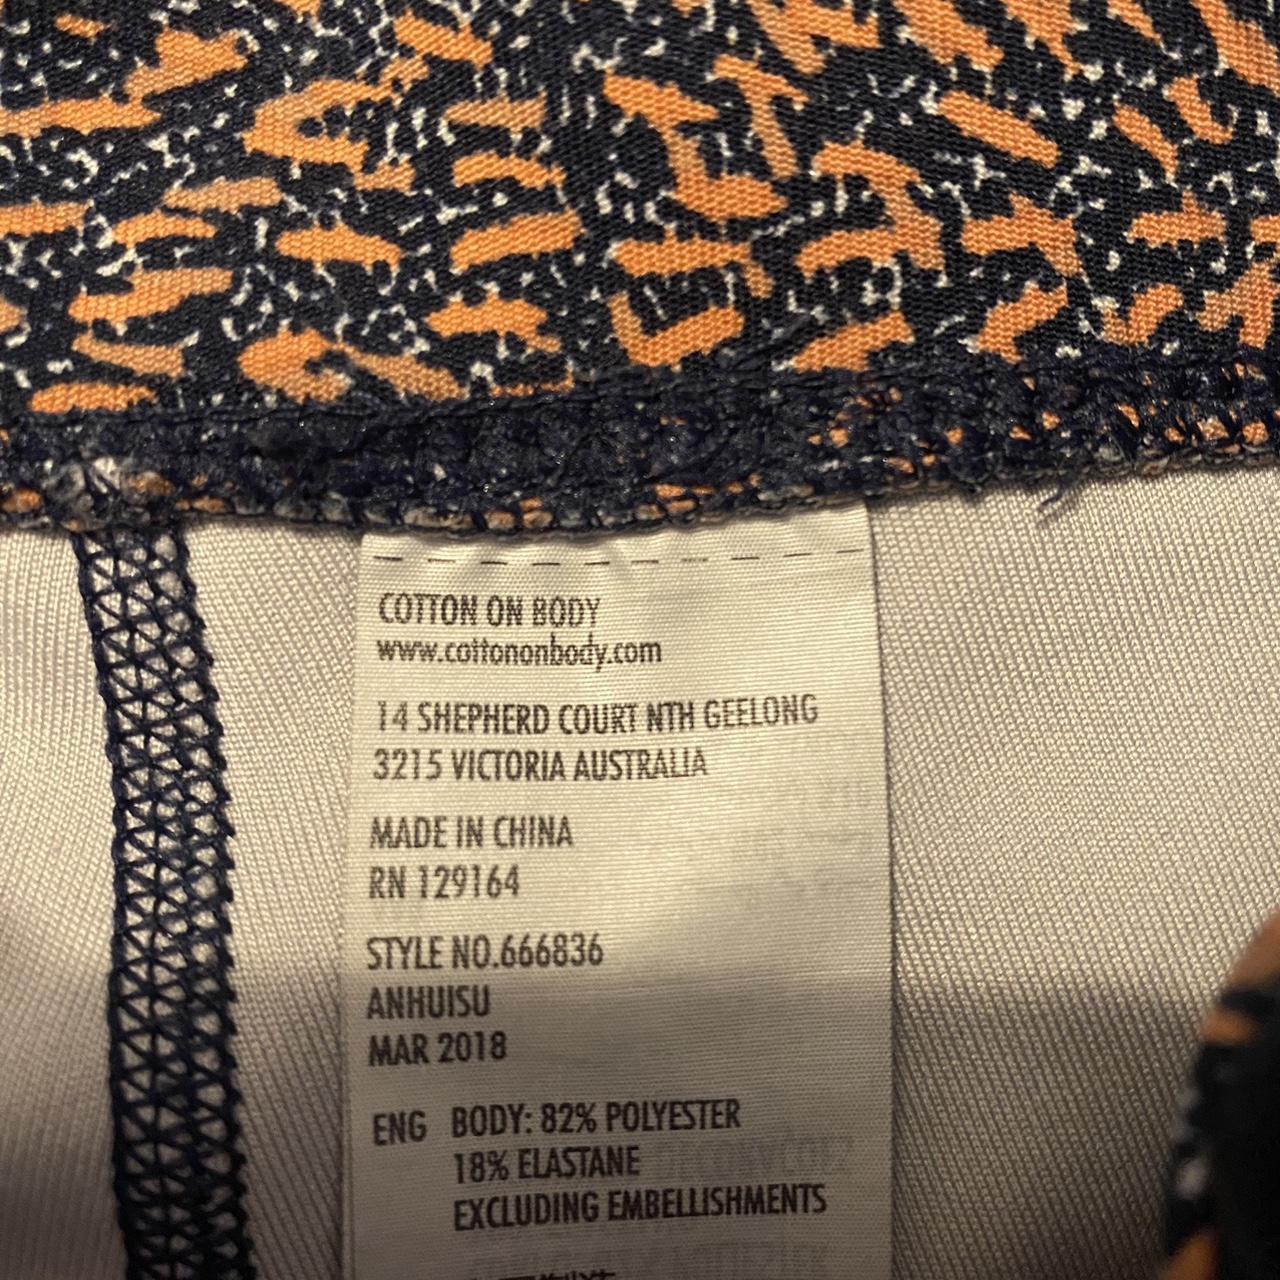 COTTON ON BODY
www.cottononbody.com
14 SHEPHERD COURT NTH GEELONG
3215 VICTORIA AUSTRALIA
MADE IN CHINA
RN 129164
STYLE NO.666836
ANHUISU
MAR 2018
ENG BODY: 82% POLYESTER
18% ELASTANE
EXCLUDING EMBELLISHMENTS